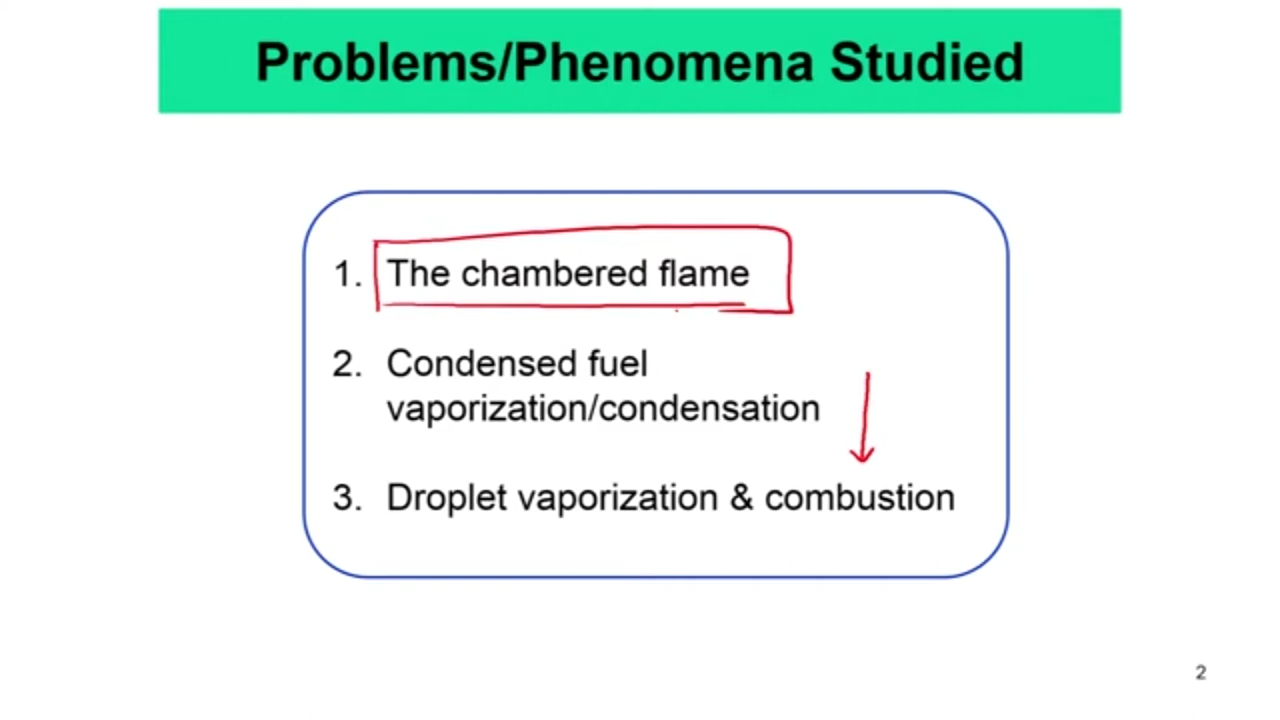 Problems/Phenomena Studied
1. The chambered flame
2. Condensed fuel
vaporization/condensation
3. Droplet vaporization & combustion
2